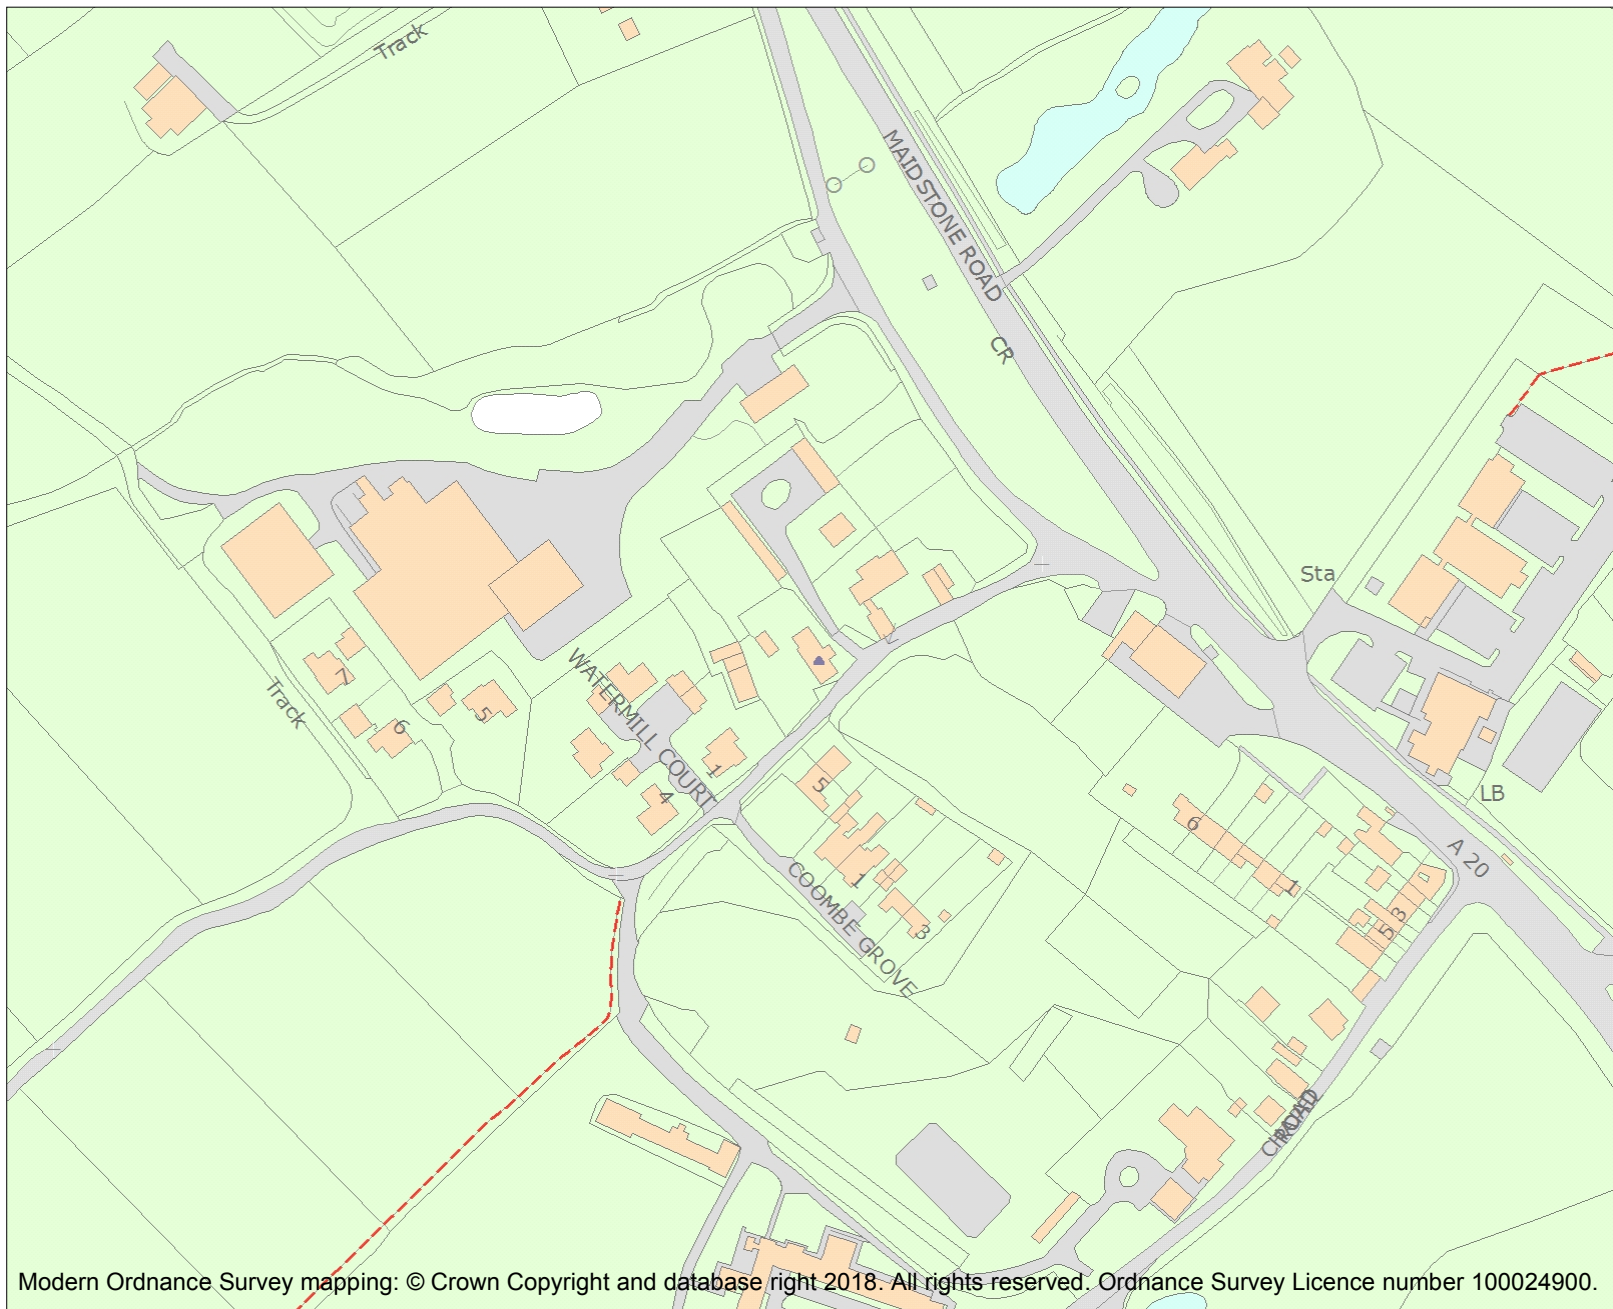 Track
MAIDSTONE ROAD
CR
Sta
WATERMILL COURT
7
Track
6
5
1
4
5
LB
6
1
A 20
COOMBE GROVE
1
3
3
5
ROAD
Modern Ordnance Survey mapping: © Crown Copyright and database right 2018. All rights reserved. Ordnance Survey Licence number 100024900.